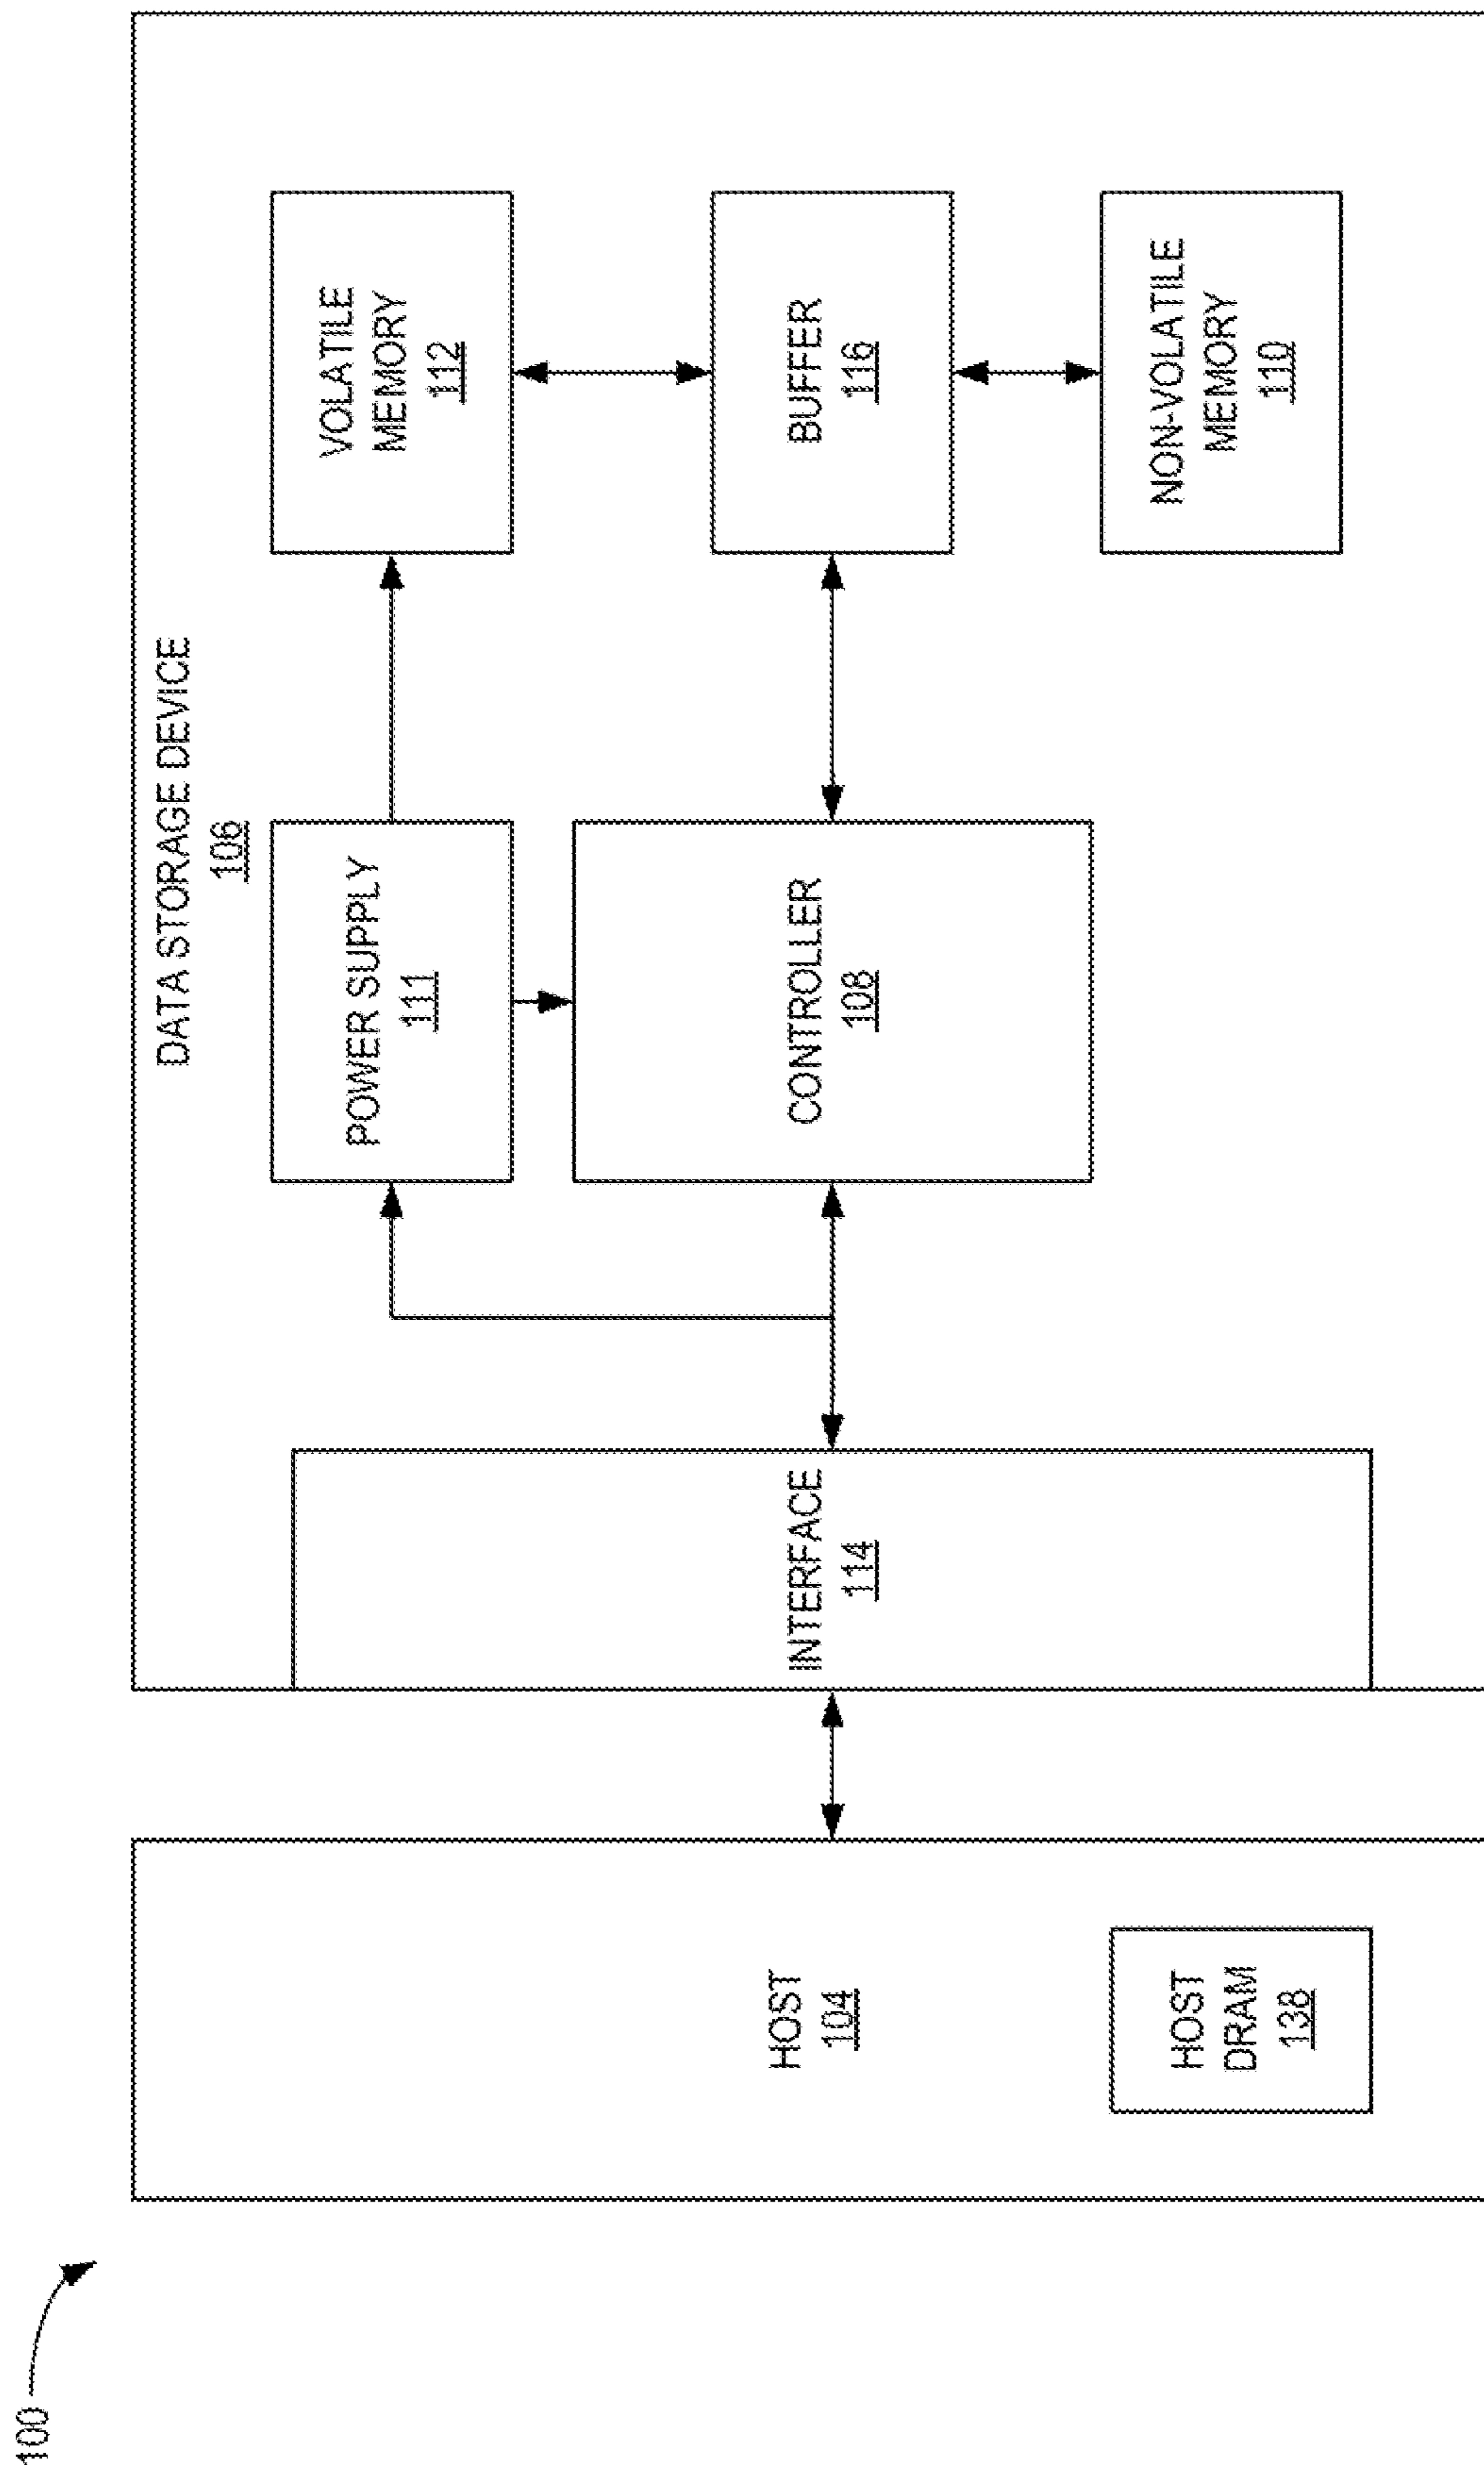 100
HOST
104
HOST
DRAM
138
DATA STORAGE DEVICE
106
INTERFACE
114
POWER SUPPLY
111
CONTROLLER
108
VOLATILE
MEMORY
112
BUFFER
116
NON-VOLATILE
MEMORY
110